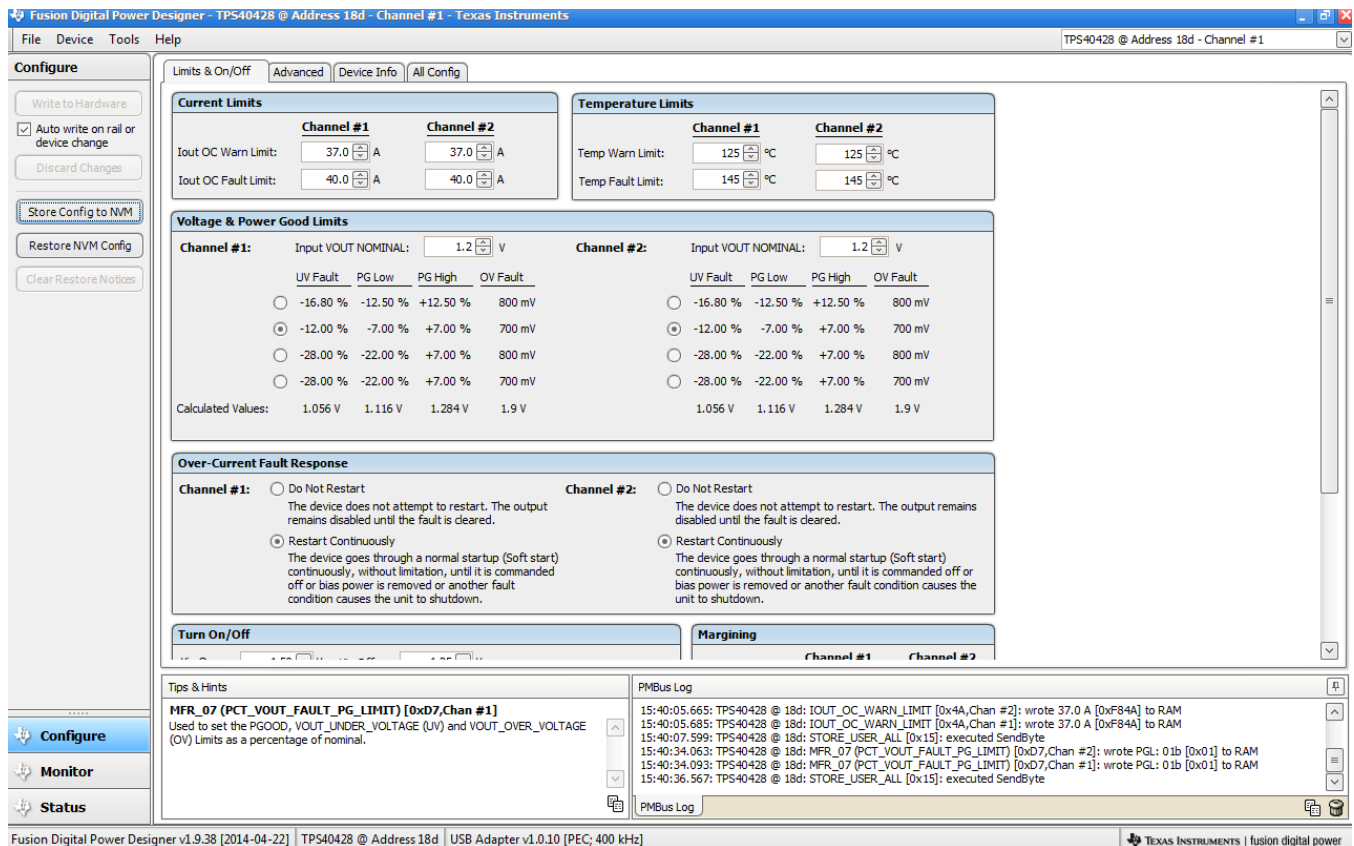 Fusion Digital Power Designer - TPS40428 @ Address 18d - Channel #1 - Texas Instruments
File Device Tools Help
TPS40428 @ Address 18d - Channel #1
Configure
Write to Hardware
Auto write on rail or
device change
Discard Changes
Store Config to NVM
Restore NVM Config
Clear Restore Notices
Limits & On/Off Advanced Device Info All Config
Current Limits
Channel #1 Channel #2
Iout OC Warn Limit: 37.0 A 37.0 A
Iout OC Fault Limit: 40.0 A 40.0 A
Temperature Limits
Channel #1 Channel #2
Temp Warn Limit: 125 ºC 125 ºC
Temp Fault Limit: 145 ºC 145 ºC
Voltage & Power Good Limits
Channel #1: Input VOUT NOMINAL: 1.2 V
UV Fault PG Low PG High OV Fault
-16.80 % -12.50 % +12.50 % 800 mV
-12.00 % -7.00 % +7.00 % 700 mV
-28.00 % -22.00 % +7.00 % 800 mV
-28.00 % -22.00 % +7.00 % 700 mV
Calculated Values: 1.056 V 1.116 V 1.284 V 1.9 V
Channel #2: Input VOUT NOMINAL: 1.2 V
UV Fault PG Low PG High OV Fault
-16.80 % -12.50 % +12.50 % 800 mV
-12.00 % -7.00 % +7.00 % 700 mV
-28.00 % -22.00 % +7.00 % 800 mV
-28.00 % -22.00 % +7.00 % 700 mV
1.056 V 1.116 V 1.284 V 1.9 V
Over-Current Fault Response
Channel #1: Do Not Restart
The device does not attempt to restart. The output
remains disabled until the fault is cleared.
Restart Continuously
The device goes through a normal startup (Soft start)
continuously, without limitation, until it is commanded
off or bias power is removed or another fault
condition causes the unit to shutdown.
Channel #2: Do Not Restart
The device does not attempt to restart. The output remains
disabled until the fault is cleared.
Restart Continuously
The device goes through a normal startup (Soft start)
continuously, without limitation, until it is commanded off or
bias power is removed or another fault condition causes the
unit to shutdown.
Turn On/Off
Margining
Channel #1 Channel #2
Tips & Hints
MFR_07 (PCT_VOUT_FAULT_PG_LIMIT) [0xD7,Chan #1]
Used to set the PGOOD, VOUT_UNDER_VOLTAGE (UV) and VOUT_OVER_VOLTAGE
(OV) Limits as a percentage of nominal.
PMBus Log
15:40:05.665: TPS40428 @ 18d: IOUT_OC_WARN_LIMIT [0x4A,Chan #2]: wrote 37.0 A [0xF84A] to RAM
15:40:05.685: TPS40428 @ 18d: IOUT_OC_WARN_LIMIT [0x4A,Chan #1]: wrote 37.0 A [0xF84A] to RAM
15:40:07.599: TPS40428 @ 18d: STORE_USER_ALL [0x15]: executed SendByte
15:40:34.063: TPS40428 @ 18d: MFR_07 (PCT_VOUT_FAULT_PG_LIMIT) [0xD7,Chan #2]: wrote PGL: 01b [0x01] to RAM
15:40:34.093: TPS40428 @ 18d: MFR_07 (PCT_VOUT_FAULT_PG_LIMIT) [0xD7,Chan #1]: wrote PGL: 01b [0x01] to RAM
15:40:36.567: TPS40428 @ 18d: STORE_USER_ALL [0x15]: executed SendByte
PMBus Log
Configure
Monitor
Status
Fusion Digital Power Designer v1.9.38 [2014-04-22] TPS40428 @ Address 18d USB Adapter v1.0.10 [PEC; 400 kHz]
TEXAS INSTRUMENTS | fusion digital power